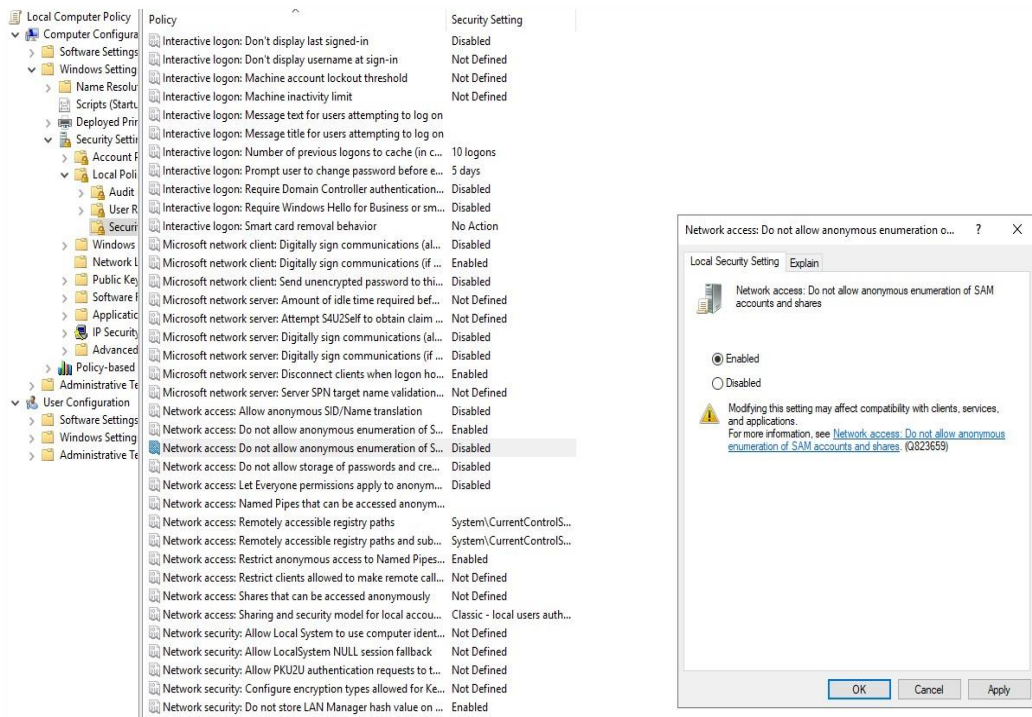 Local Computer Policy
Computer Configura
Software Settings
Windows Setting
Name Resolu
Scripts (Startu
Deployed Prin
Security Settin
Account P
Local Poli
Audit
User R
Securi
Windows
Network L
Public Key
Software R
Applicatic
IP Security
Advanced
Policy-based
Administrative Te
User Configuration
Software Settings
Windows Setting
Administrative Te
Policy Security Setting
Interactive logon: Don't display last signed-in Disabled
Interactive logon: Don't display username at sign-in Not Defined
Interactive logon: Machine account lockout threshold Not Defined
Interactive logon: Machine inactivity limit Not Defined
Interactive logon: Message text for users attempting to log on
Interactive logon: Message title for users attempting to log on
Interactive logon: Number of previous logons to cache (in c... 10 logons
Interactive logon: Prompt user to change password before e... 5 days
Interactive logon: Require Domain Controller authentication... Disabled
Interactive logon: Require Windows Hello for Business or sm... Disabled
Interactive logon: Smart card removal behavior No Action
Microsoft network client: Digitally sign communications (al... Disabled
Microsoft network client: Digitally sign communications (if ... Enabled
Microsoft network client: Send unencrypted password to thi... Disabled
Microsoft network server: Amount of idle time required bef... Not Defined
Microsoft network server: Attempt S4U2Self to obtain claim ... Not Defined
Microsoft network server: Digitally sign communications (al... Disabled
Microsoft network server: Digitally sign communications (if ... Disabled
Microsoft network server: Disconnect clients when logon ho... Enabled
Microsoft network server: Server SPN target name validation... Not Defined
Network access: Allow anonymous SID/Name translation Disabled
Network access: Do not allow anonymous enumeration of S... Enabled
Network access: Do not allow anonymous enumeration of S... Disabled
Network access: Do not allow storage of passwords and cre... Disabled
Network access: Let Everyone permissions apply to anonym... Disabled
Network access: Named Pipes that can be accessed anonym...
Network access: Remotely accessible registry paths System\CurrentControlS...
Network access: Remotely accessible registry paths and sub... System\CurrentControlS...
Network access: Restrict anonymous access to Named Pipes... Enabled
Network access: Restrict clients allowed to make remote call... Not Defined
Network access: Shares that can be accessed anonymously Not Defined
Network access: Sharing and security model for local accou... Classic - local users auth...
Network security: Allow Local System to use computer ident... Not Defined
Network security: Allow LocalSystem NULL session fallback Not Defined
Network security: Allow PKU2U authentication requests to t... Not Defined
Network security: Configure encryption types allowed for Ke... Not Defined
Network security: Do not store LAN Manager hash value on ... Enabled
Network access: Do not allow anonymous enumeration o... ? X
Local Security Setting Explain
Network access: Do not allow anonymous enumeration of SAM
accounts and shares
Enabled
Disabled
Modifying this setting may affect compatibility with clients, services,
and applications.
For more information, see Network access: Do not allow anonymous
enumeration of SAM accounts and shares. (Q823659)
OK Cancel Apply